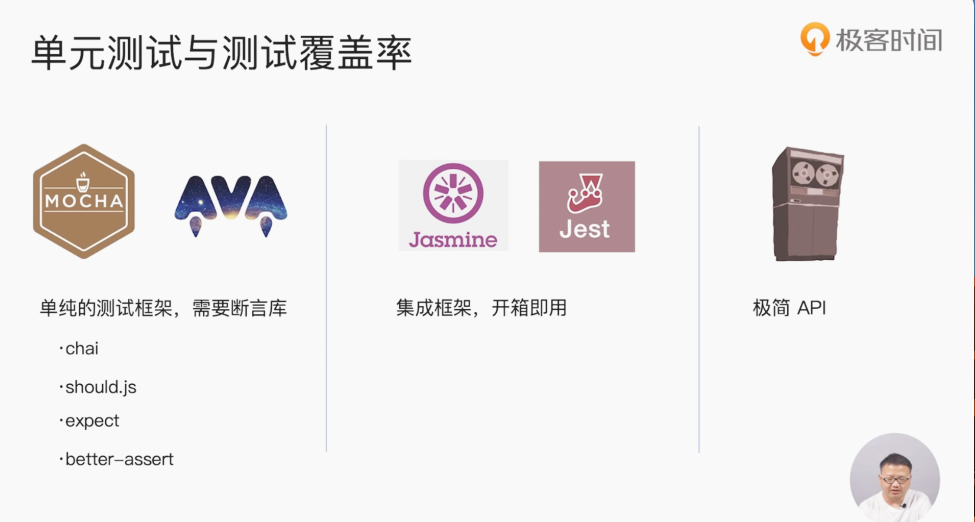 单元测试与测试覆盖率
极客时间
MOCHA
AVA
单纯的测试框架，需要断言库
·chai
·should.js
·expect
·better-assert
Jasmine
Jest
集成框架，开箱即用
极简 API